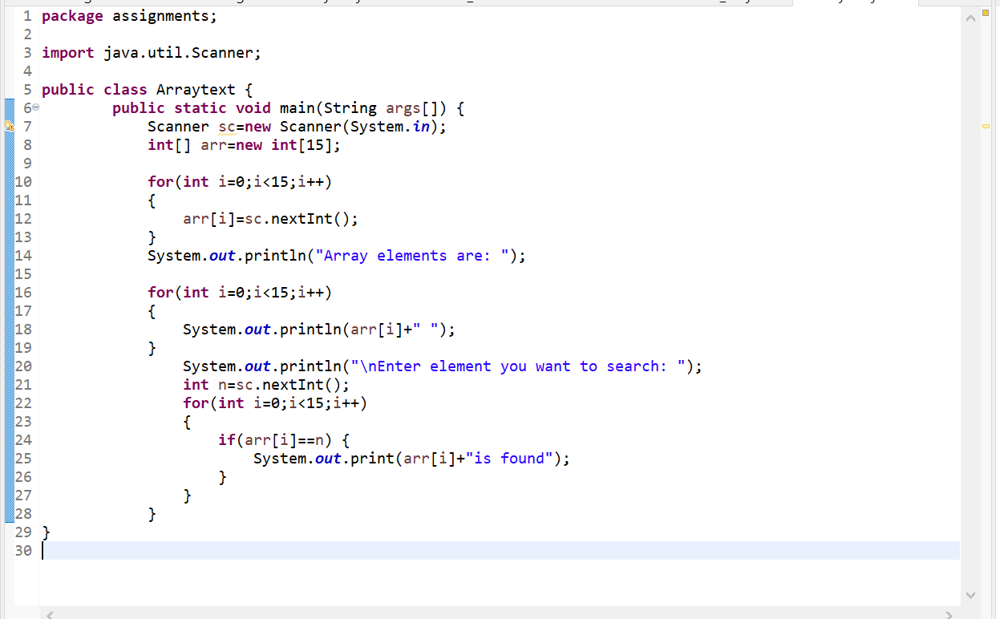 1 package assignments;
2
3 import java.util.Scanner;
4
5 public class Arraytext {
6 public static void main(String args[]) {
7 Scanner sc=new Scanner(System.in);
8 int[] arr=new int[15];
9
10 for(int i=0;i<15;i++)
11 {
12 arr[i]=sc.nextInt();
13 }
14 System.out.println("Array elements are: ");
15
16 for(int i=0;i<15;i++)
17 {
18 System.out.println(arr[i]+" ");
19 }
20 System.out.println("\nEnter element you want to search: ");
21 int n=sc.nextInt();
22 for(int i=0;i<15;i++)
23 {
24 if(arr[i]==n) {
25 System.out.print(arr[i]+"is found");
26 }
27 }
28 }
29 }
30